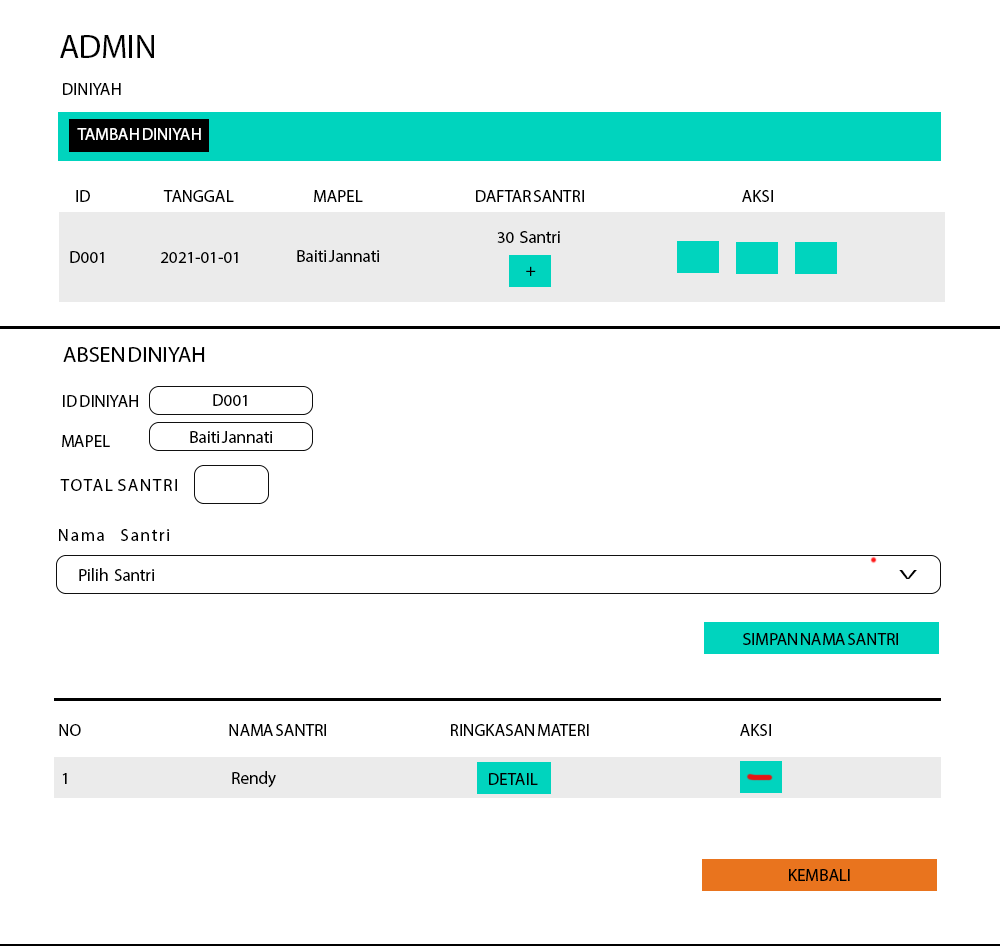 ADMIN
DINIYAH
TAMBAH DINIYAH
ID TANGGAL MAPEL DAFTAR SANTRI AKSI
30 Santri
D001 2021-01-01 Baiti Jannati
+
ABSEN DINIYAH
ID DINIYAH D001
MAPEL Baiti Jannati
TOTAL SANTRI
Nama Santri
Pilih Santri
SIMPAN NAMA SANTRI
NO NAMA SANTRI RINGKASAN MATERI AKSI
1 Rendy DETAIL
KEMBALI